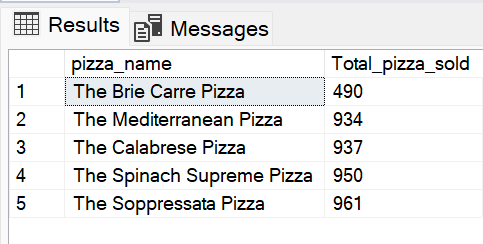 Results Messages
pizza_name Total_pizza_sold
1 The Brie Carre Pizza 490
2 The Mediterranean Pizza 934
3 The Calabrese Pizza 937
4 The Spinach Supreme Pizza 950
5 The Soppressata Pizza 961